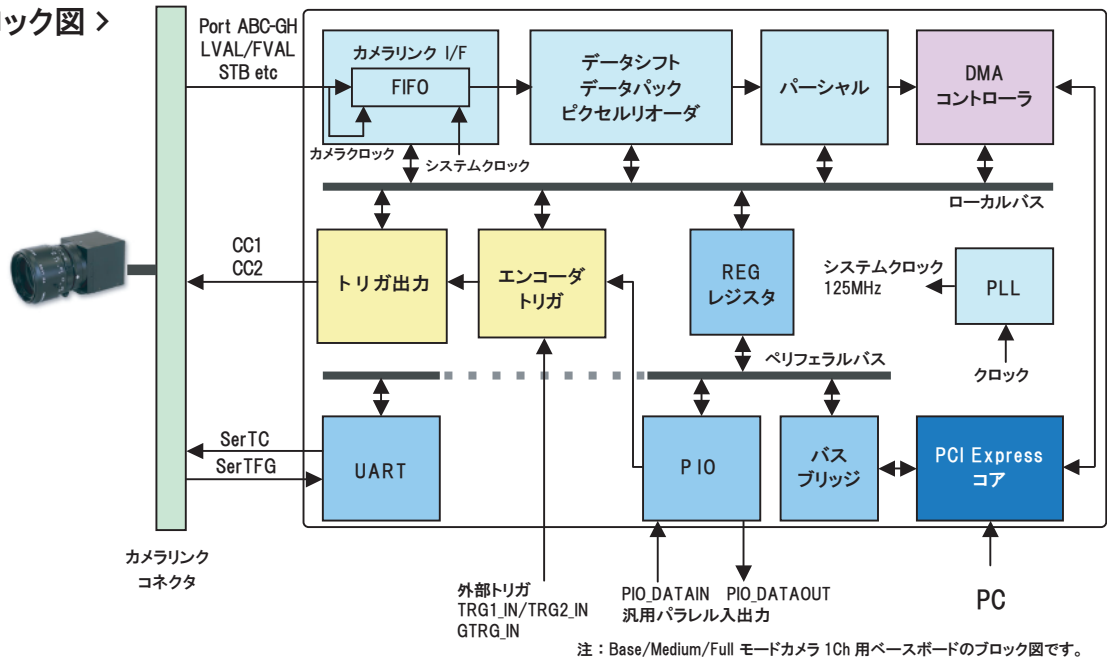 ック図 >
Port ABC-GH
LVAL/FVAL
STB etc
カメラリンク I/F
FIFO
カメラクロック
システムクロック
データシフト
データパック
ピクセルリオーダ
パーシャル
DMA
コントローラ
ローカルバス
CC1
CC2
トリガ出力
エンコーダ
トリガ
REG
レジスタ
システムクロック
125MHz
PLL
クロック
ペリフェラルバス
SerTC
SerTFG
UART
PIO
バス
ブリッジ
PCI Express
コア
カメラリンク
コネクタ
外部トリガ
TRG1_IN/TRG2_IN
GTRG_IN
PIO_DATAIN PIO_DATAOUT
汎用パラレル入出力
PC
注：Base/Medium/Full モードカメラ 1Ch 用ベースボードのブロック図です。